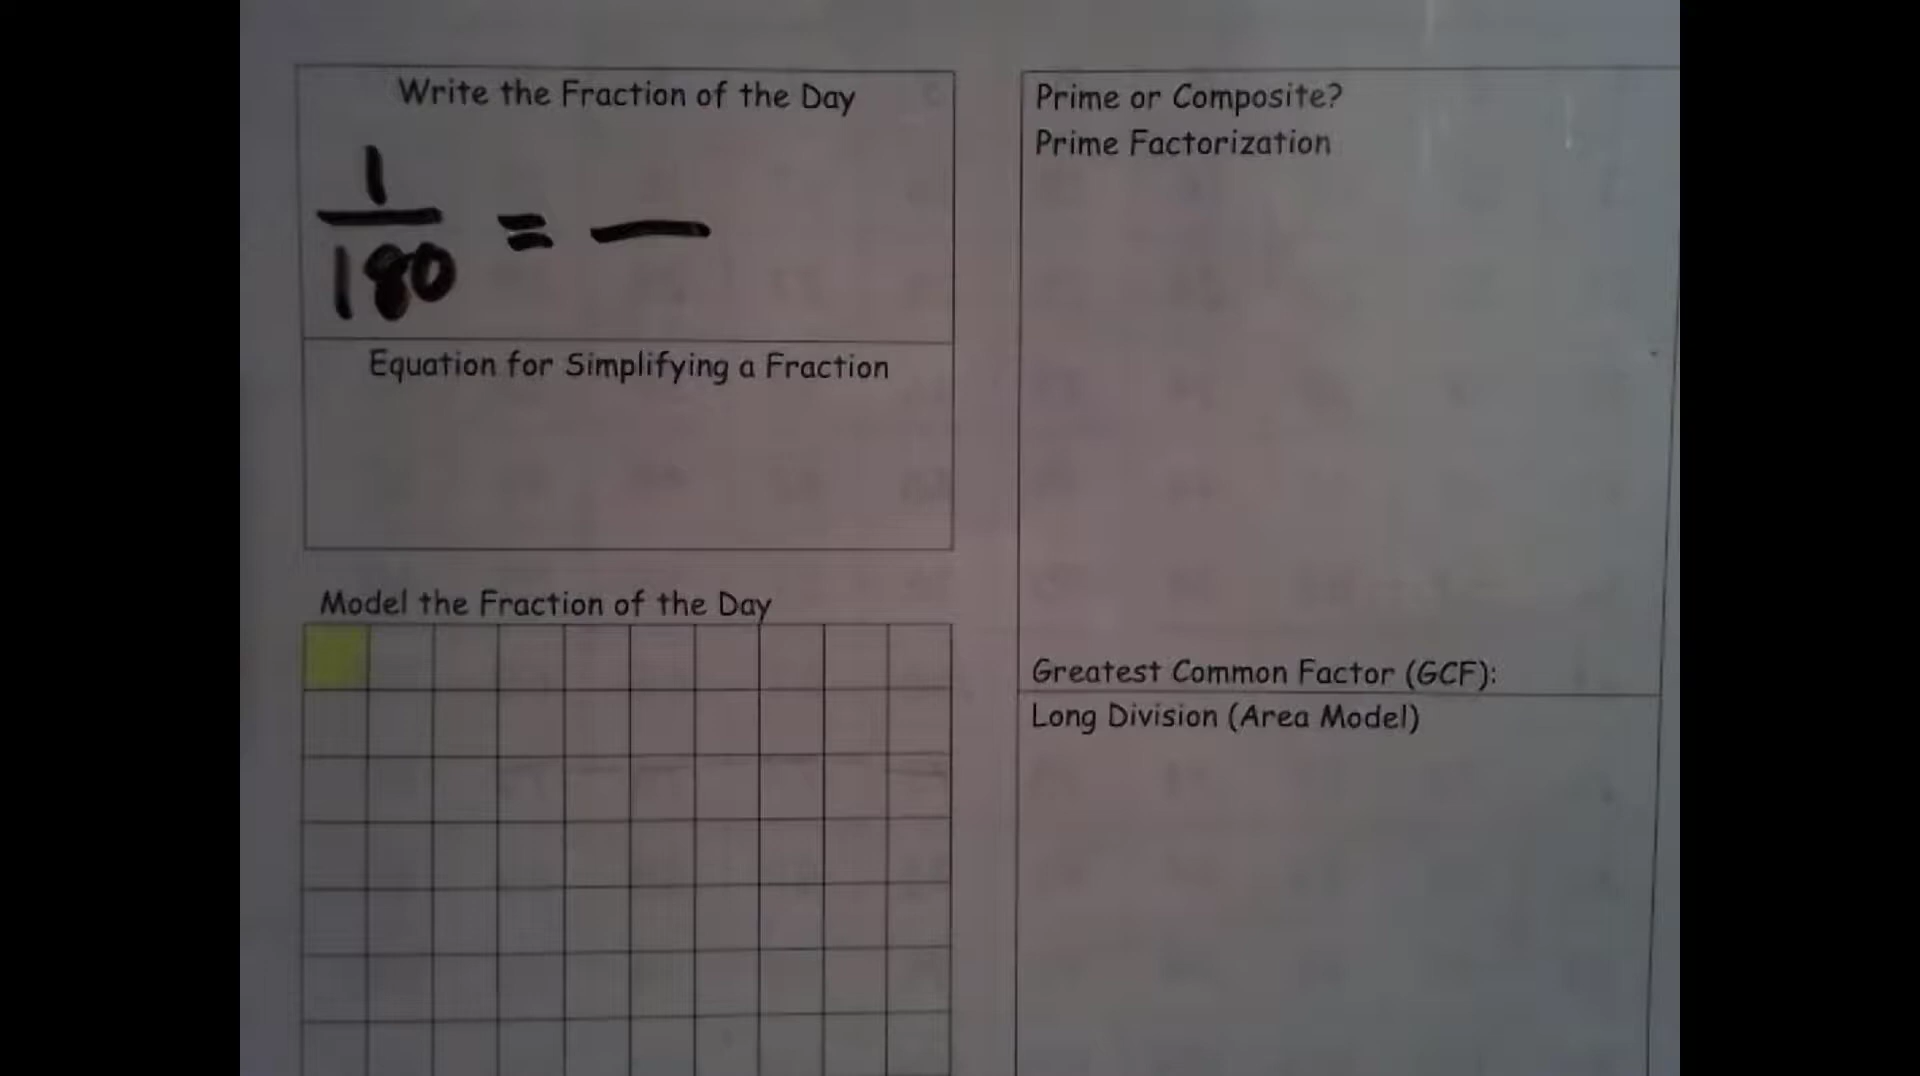 Write the Fraction of the Day
1
180 = —
Equation for Simplifying a Fraction
Model the Fraction of the Day
Prime or Composite?
Prime Factorization
Greatest Common Factor (GCF):
Long Division (Area Model)